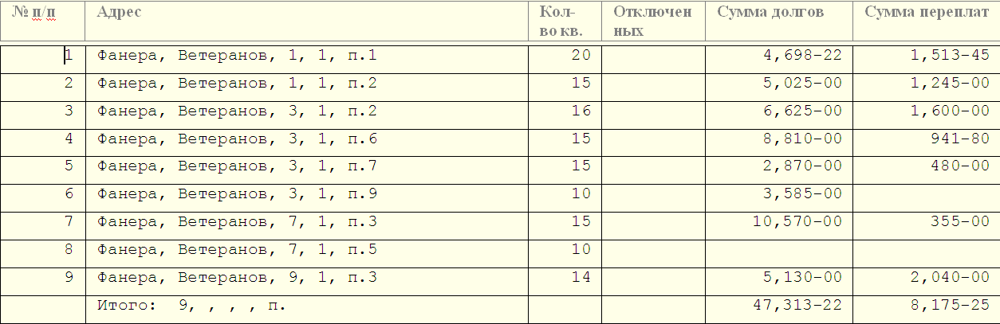 № п/п Адрес Кол-во кв. Отключенных Сумма долгов Сумма переплат
1 Фанера, Ветеранов, 1, 1, п.1 20 4,698-22 1,513-45
2 Фанера, Ветеранов, 1, 1, п.2 15 5,025-00 1,245-00
3 Фанера, Ветеранов, 3, 1, п.2 16 6,625-00 1,600-00
4 Фанера, Ветеранов, 3, 1, п.6 15 8,810-00 941-80
5 Фанера, Ветеранов, 3, 1, п.7 15 2,870-00 480-00
6 Фанера, Ветеранов, 3, 1, п.9 10 3,585-00
7 Фанера, Ветеранов, 7, 1, п.3 15 10,570-00 355-00
8 Фанера, Ветеранов, 7, 1, п.5 10
9 Фанера, Ветеранов, 9, 1, п.3 14 5,130-00 2,040-00
Итого: 9, , , , п. 47,313-22 8,175-25